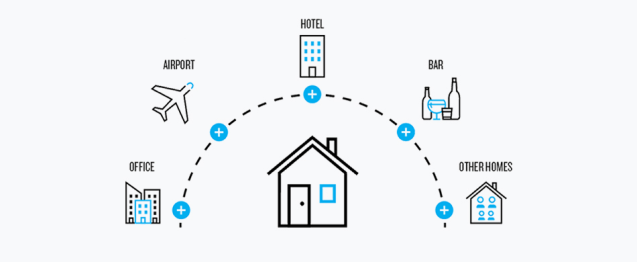 HOTEL
AIRPORT
BAR
OFFICE
OTHER HOMES